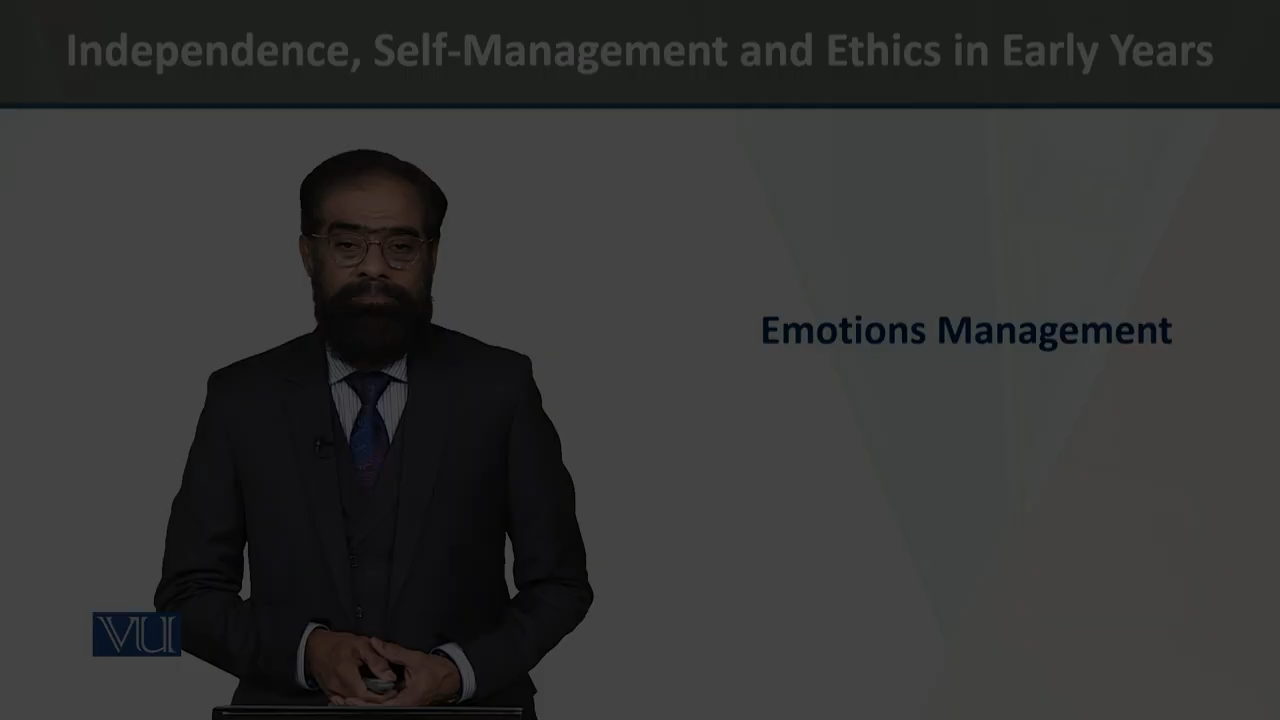 Independence, Self-Management and Ethics in Early Years
Emotions Management
VU